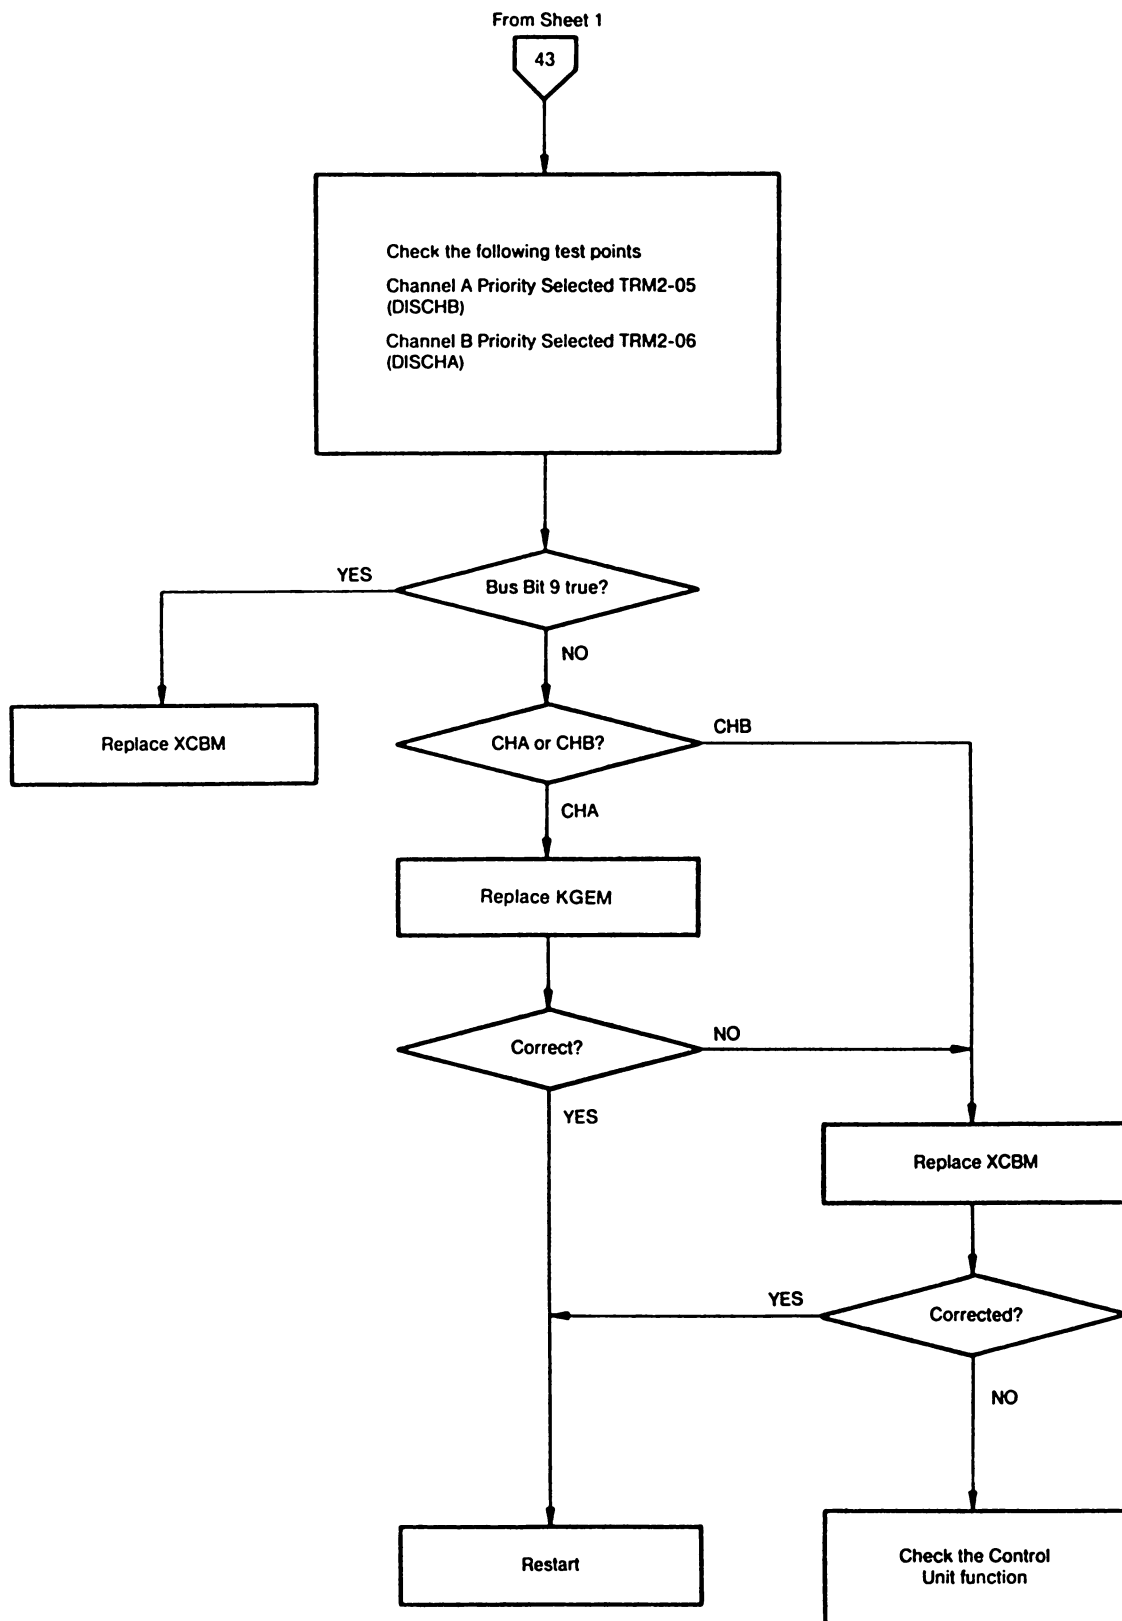 From Sheet 1
43
Check the following test points
Channel A Priority Selected TRM2-05
(DISCHB)
Channel B Priority Selected TRM2-06
(DISCHA)
YES
Bus Bit 9 true?
NO
Replace XCBM
CHA or CHB?
CHB
CHA
Replace KGEM
Correct?
NO
YES
Replace XCBM
YES
Corrected?
NO
Restart
Check the Control
Unit function